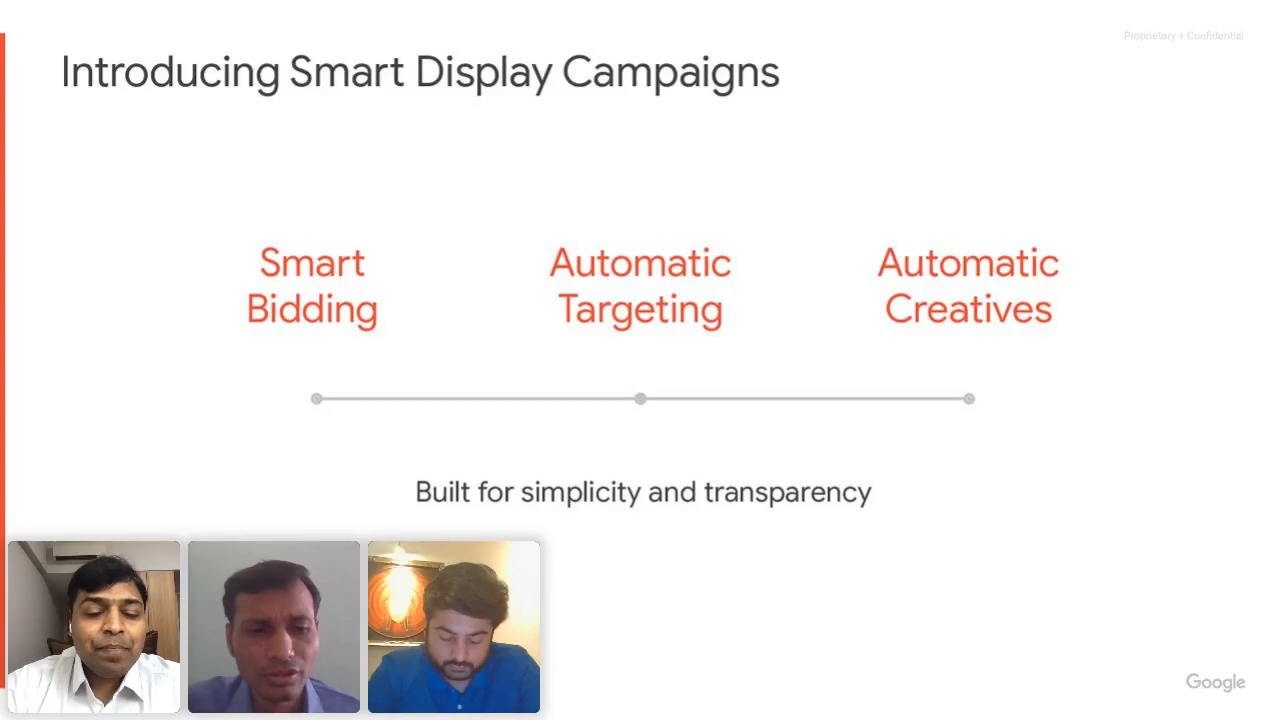 Proprietary + Confidential
Introducing Smart Display Campaigns
Smart
Bidding
Automatic
Targeting
Automatic
Creatives
Built for simplicity and transparency
Google